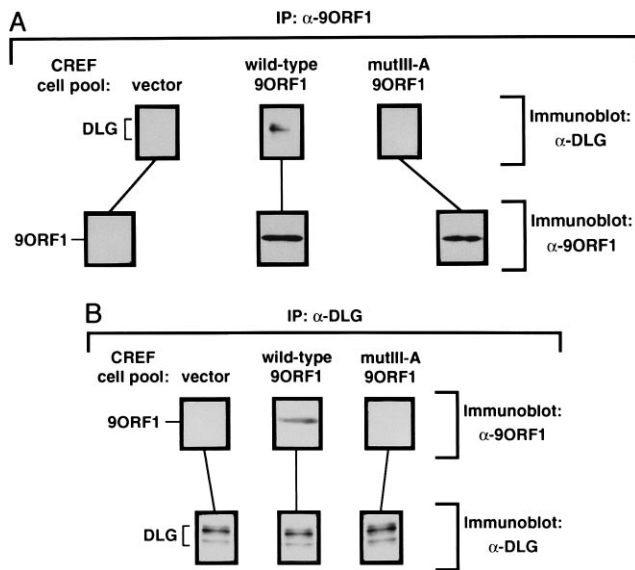 A
IP: α-9ORF1
CREF
cell pool: vector
wild-type
9ORF1
mutIII-A
9ORF1
DLG
Immunoblot:
α-DLG
9ORF1
Immunoblot:
α-9ORF1
B
IP: α-DLG
CREF
cell pool: vector
wild-type
9ORF1
mutIII-A
9ORF1
9ORF1
Immunoblot:
α-9ORF1
DLG
Immunoblot:
α-DLG